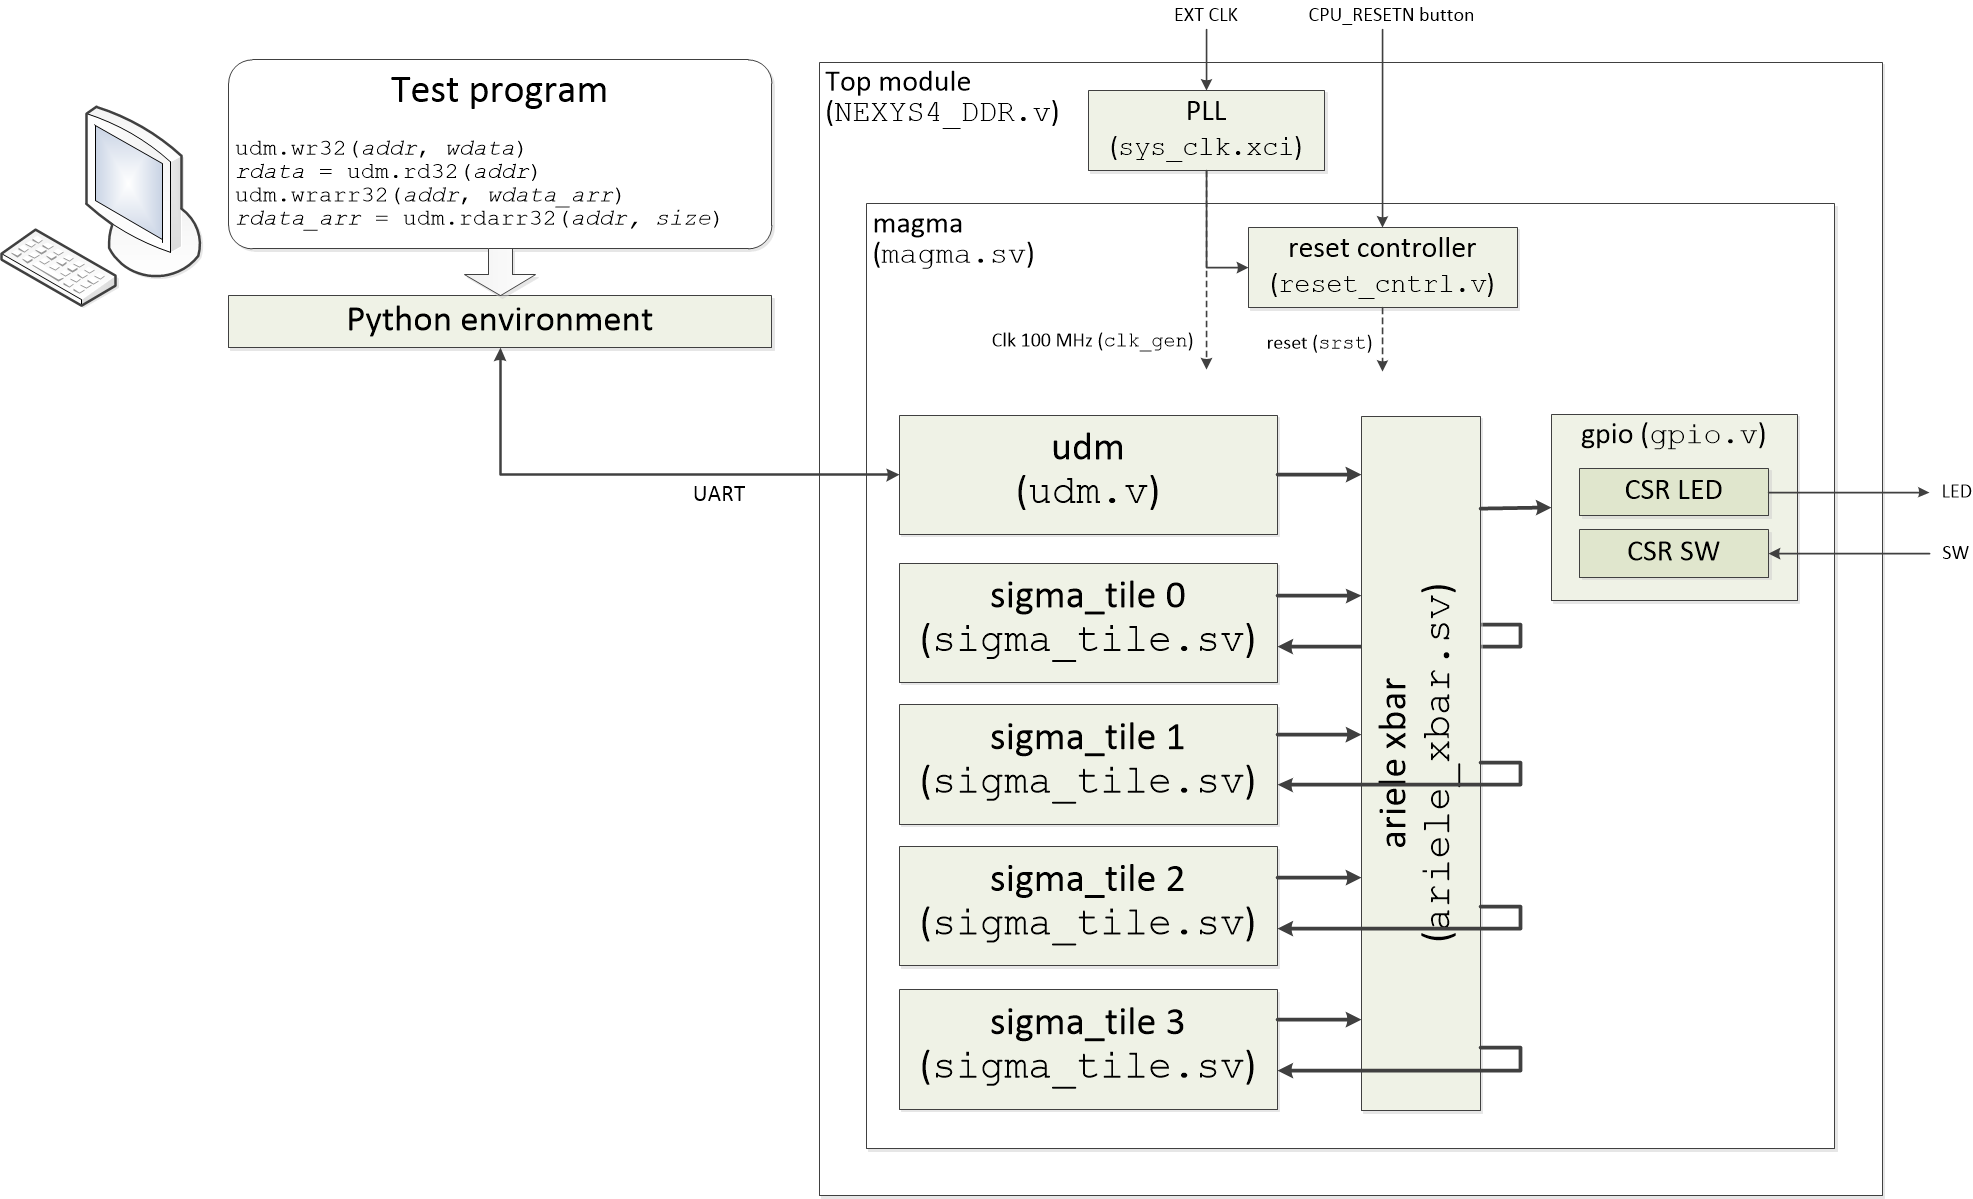 EXT CLK
CPU_RESETN button
Test program
udm.wr32(addr, wdata)
rdata = udm.rd32(addr)
udm.wrarr32(addr, wdata_arr)
rdata_arr = udm.rdarr32(addr, size)
Python environment
UART
Top module
(NEXYS4_DDR.v)
PLL
(sys_clk.xci)
magma
(magma.sv)
reset controller
(reset_cntrl.v)
Clk 100 MHz (clk_gen)
reset (srst)
udm
(udm.v)
sigma_tile 0
(sigma_tile.sv)
sigma_tile 1
(sigma_tile.sv)
sigma_tile 2
(sigma_tile.sv)
sigma_tile 3
(sigma_tile.sv)
ariele xbar
(ariele_xbar.sv)
gpio (gpio.v)
CSR LED
CSR SW
LED
SW